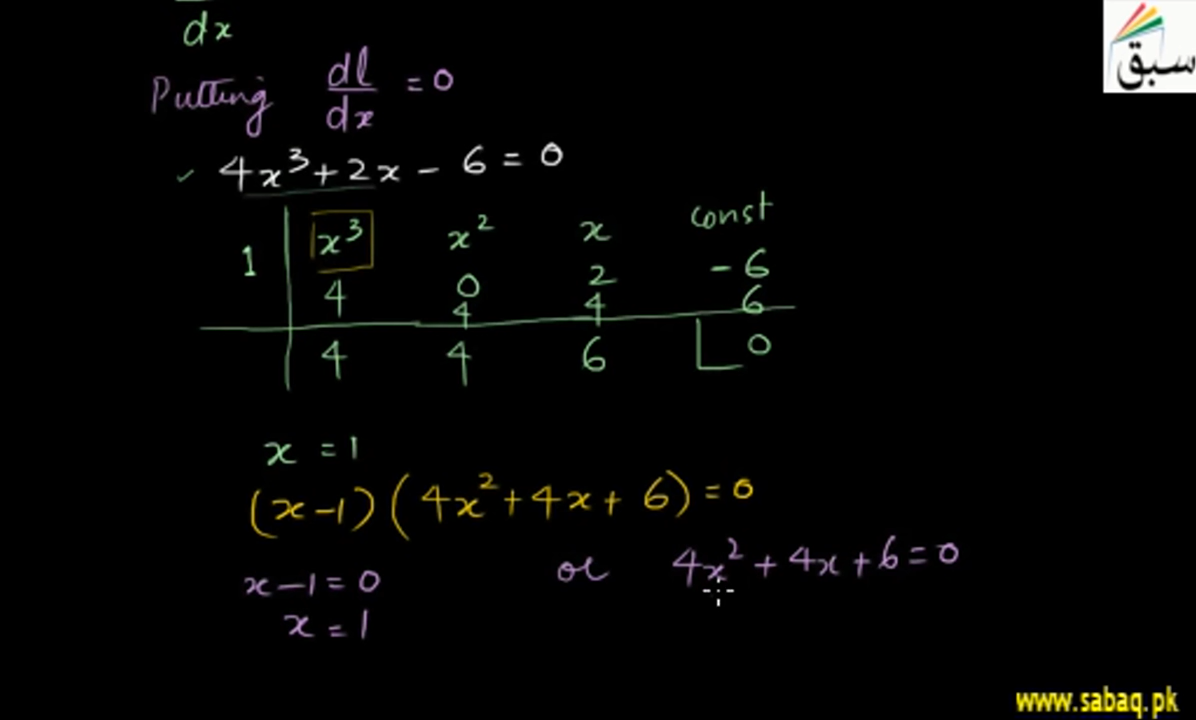 dx
سبق
Putting dl/dx = 0
✓ 4x³ + 2x - 6 = 0
x³ x² x const
1 4 0 2 -6
4 4 6
4 4 6 0
x = 1
(x-1)(4x²+4x+6) = 0
x-1 = 0 or 4x²+4x+6=0
x = 1
www.sabaq.pk